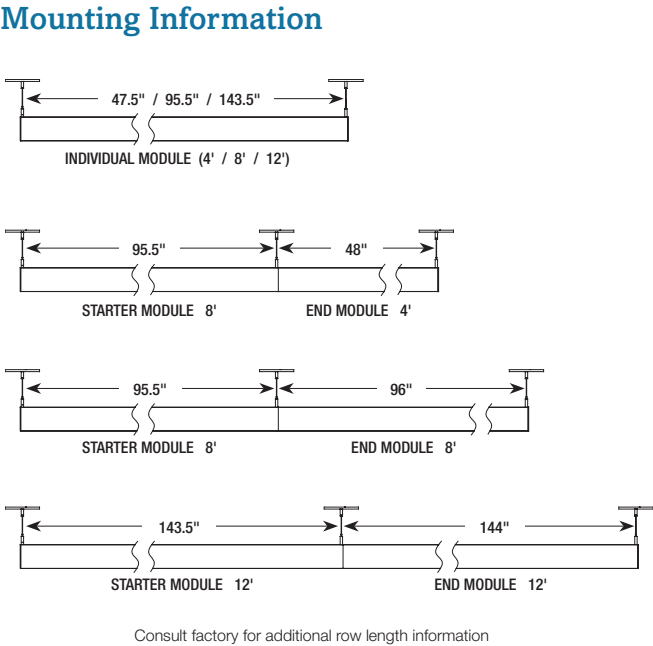 Mounting Information
47.5" / 95.5" / 143.5"
INDIVIDUAL MODULE (4' / 8' / 12')
95.5" 48"
STARTER MODULE 8' END MODULE 4'
95.5" 96"
STARTER MODULE 8' END MODULE 8'
143.5" 144"
STARTER MODULE 12' END MODULE 12'
Consult factory for additional row length information